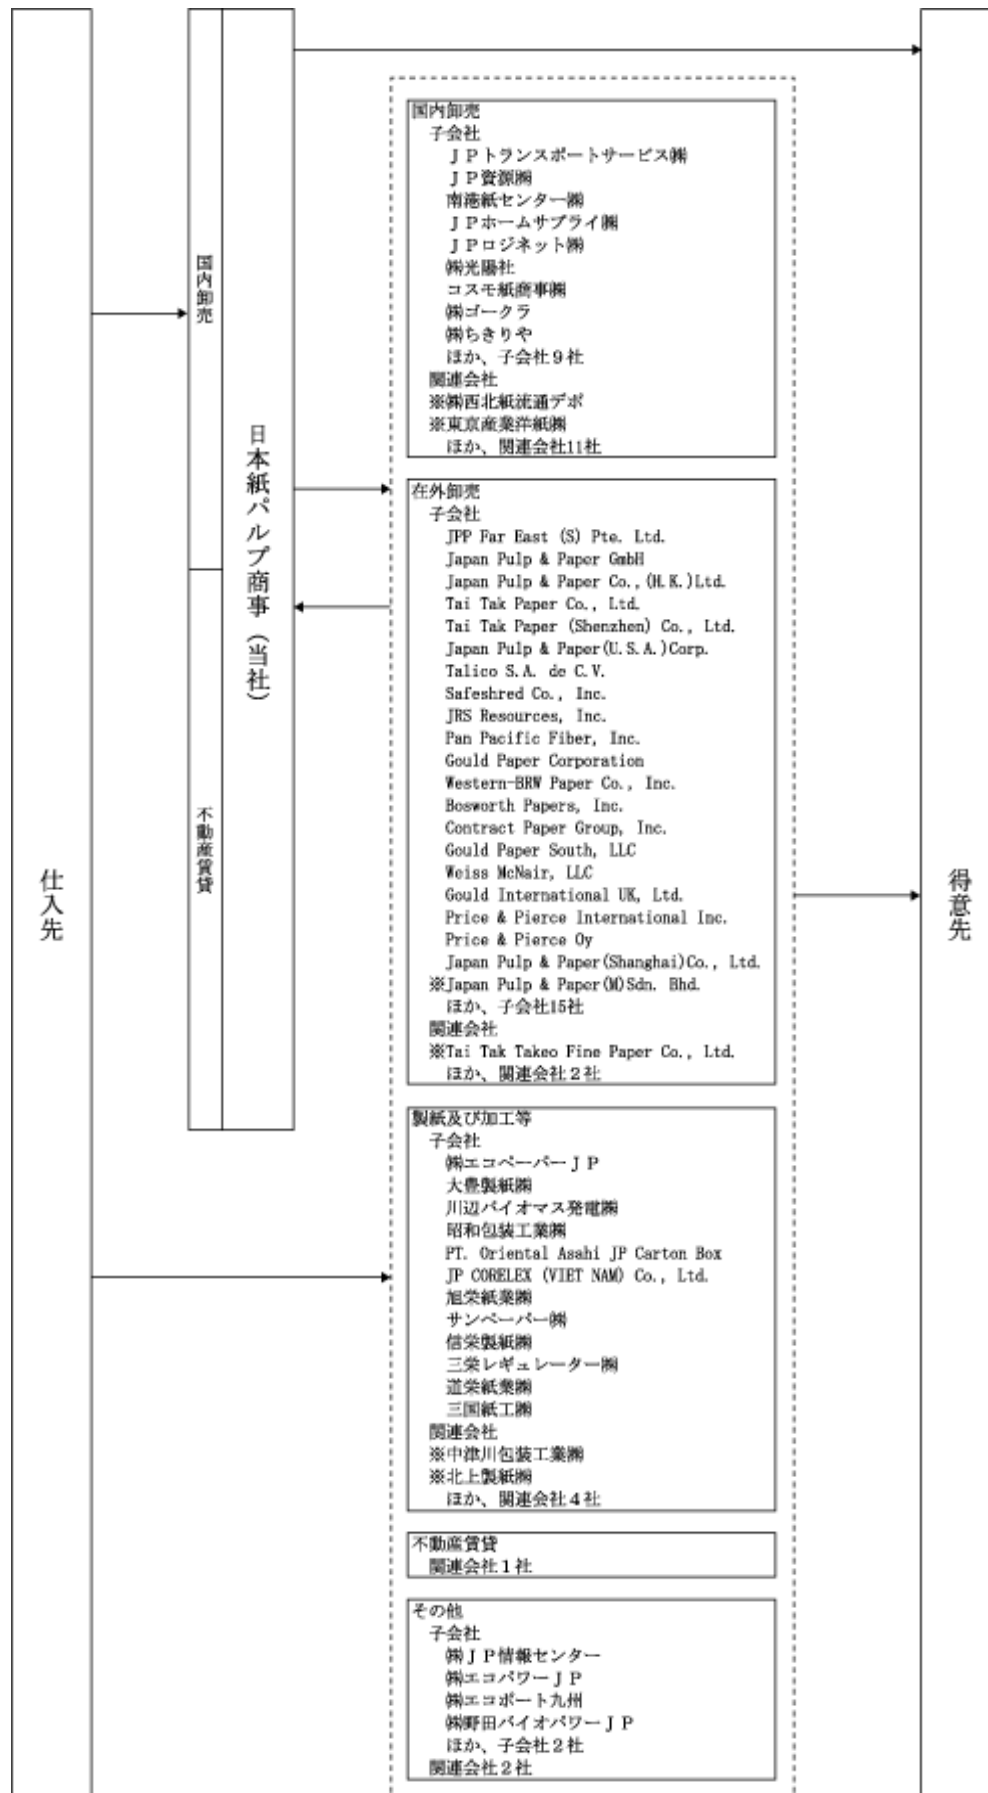 仕入先
国内卸売
不動産賃貸
日本紙パルプ商事（当社）
国内卸売
子会社
ＪＰトランスポートサービス㈱
ＪＰ資源㈱
南港紙センター㈱
ＪＰホームサプライ㈱
ＪＰロジネット㈱
㈱光陽社
コスモ紙商事㈱
㈱ゴークラ
㈱ちきりや
ほか、子会社９社
関連会社
※㈱西北紙流通デポ
※東京産業洋紙㈱
ほか、関連会社11社
在外卸売
子会社
JPP Far East (S) Pte. Ltd.
Japan Pulp & Paper GmbH
Japan Pulp & Paper Co.,(H.K.)Ltd.
Tai Tak Paper Co., Ltd.
Tai Tak Paper (Shenzhen) Co., Ltd.
Japan Pulp & Paper(U.S.A.)Corp.
Talico S.A. de C.V.
Safeshred Co., Inc.
JRS Resources, Inc.
Pan Pacific Fiber, Inc.
Gould Paper Corporation
Western-BRW Paper Co., Inc.
Bosworth Papers, Inc.
Contract Paper Group, Inc.
Gould Paper South, LLC
Weiss McNair, LLC
Gould International UK, Ltd.
Price & Pierce International Inc.
Price & Pierce Oy
Japan Pulp & Paper(Shanghai)Co., Ltd.
※Japan Pulp & Paper(M)Sdn. Bhd.
ほか、子会社15社
関連会社
※Tai Tak Takeo Fine Paper Co., Ltd.
ほか、関連会社２社
製紙及び加工等
子会社
㈱エコペーパーＪＰ
大豊製紙㈱
川辺バイオマス発電㈱
昭和包装工業㈱
PT. Oriental Asahi JP Carton Box
JP CORELEX (VIET NAM) Co., Ltd.
旭栄紙業㈱
サンペーパー㈱
信栄製紙㈱
三栄レギュレーター㈱
道栄紙業㈱
三国紙工㈱
関連会社
※中津川包装工業㈱
※北上製紙㈱
ほか、関連会社４社
不動産賃貸
関連会社１社
その他
子会社
㈱ＪＰ情報センター
㈱エコパワーＪＰ
㈱エコポート九州
㈱野田バイオパワーＪＰ
ほか、子会社２社
関連会社２社
得意先